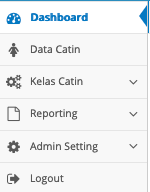 Dashboard
Data Catin
Kelas Catin
Reporting
Admin Setting
Logout